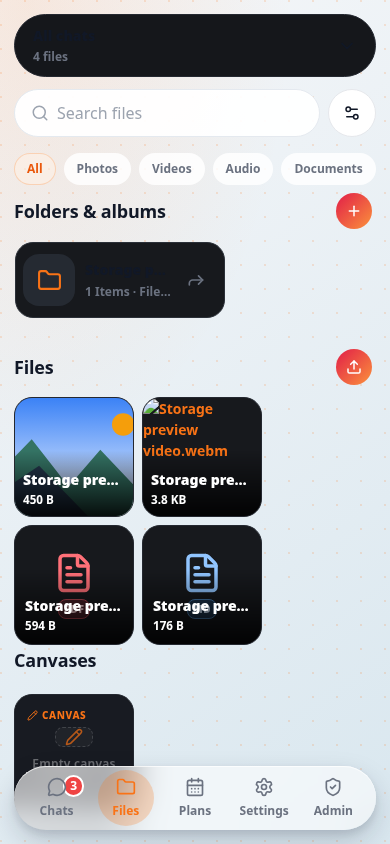 4 files
Search files
All
Photos
Videos
Audio
Documents
Folders & albums
1 Items · File...
Files
Storage preview video.webm
Storage pre...
450 B
Storage pre...
3.8 KB
Storage pre...
594 B
Storage pre...
176 B
Canvases
CANVAS
Empty canvas
3
Chats
Files
Plans
Settings
Admin